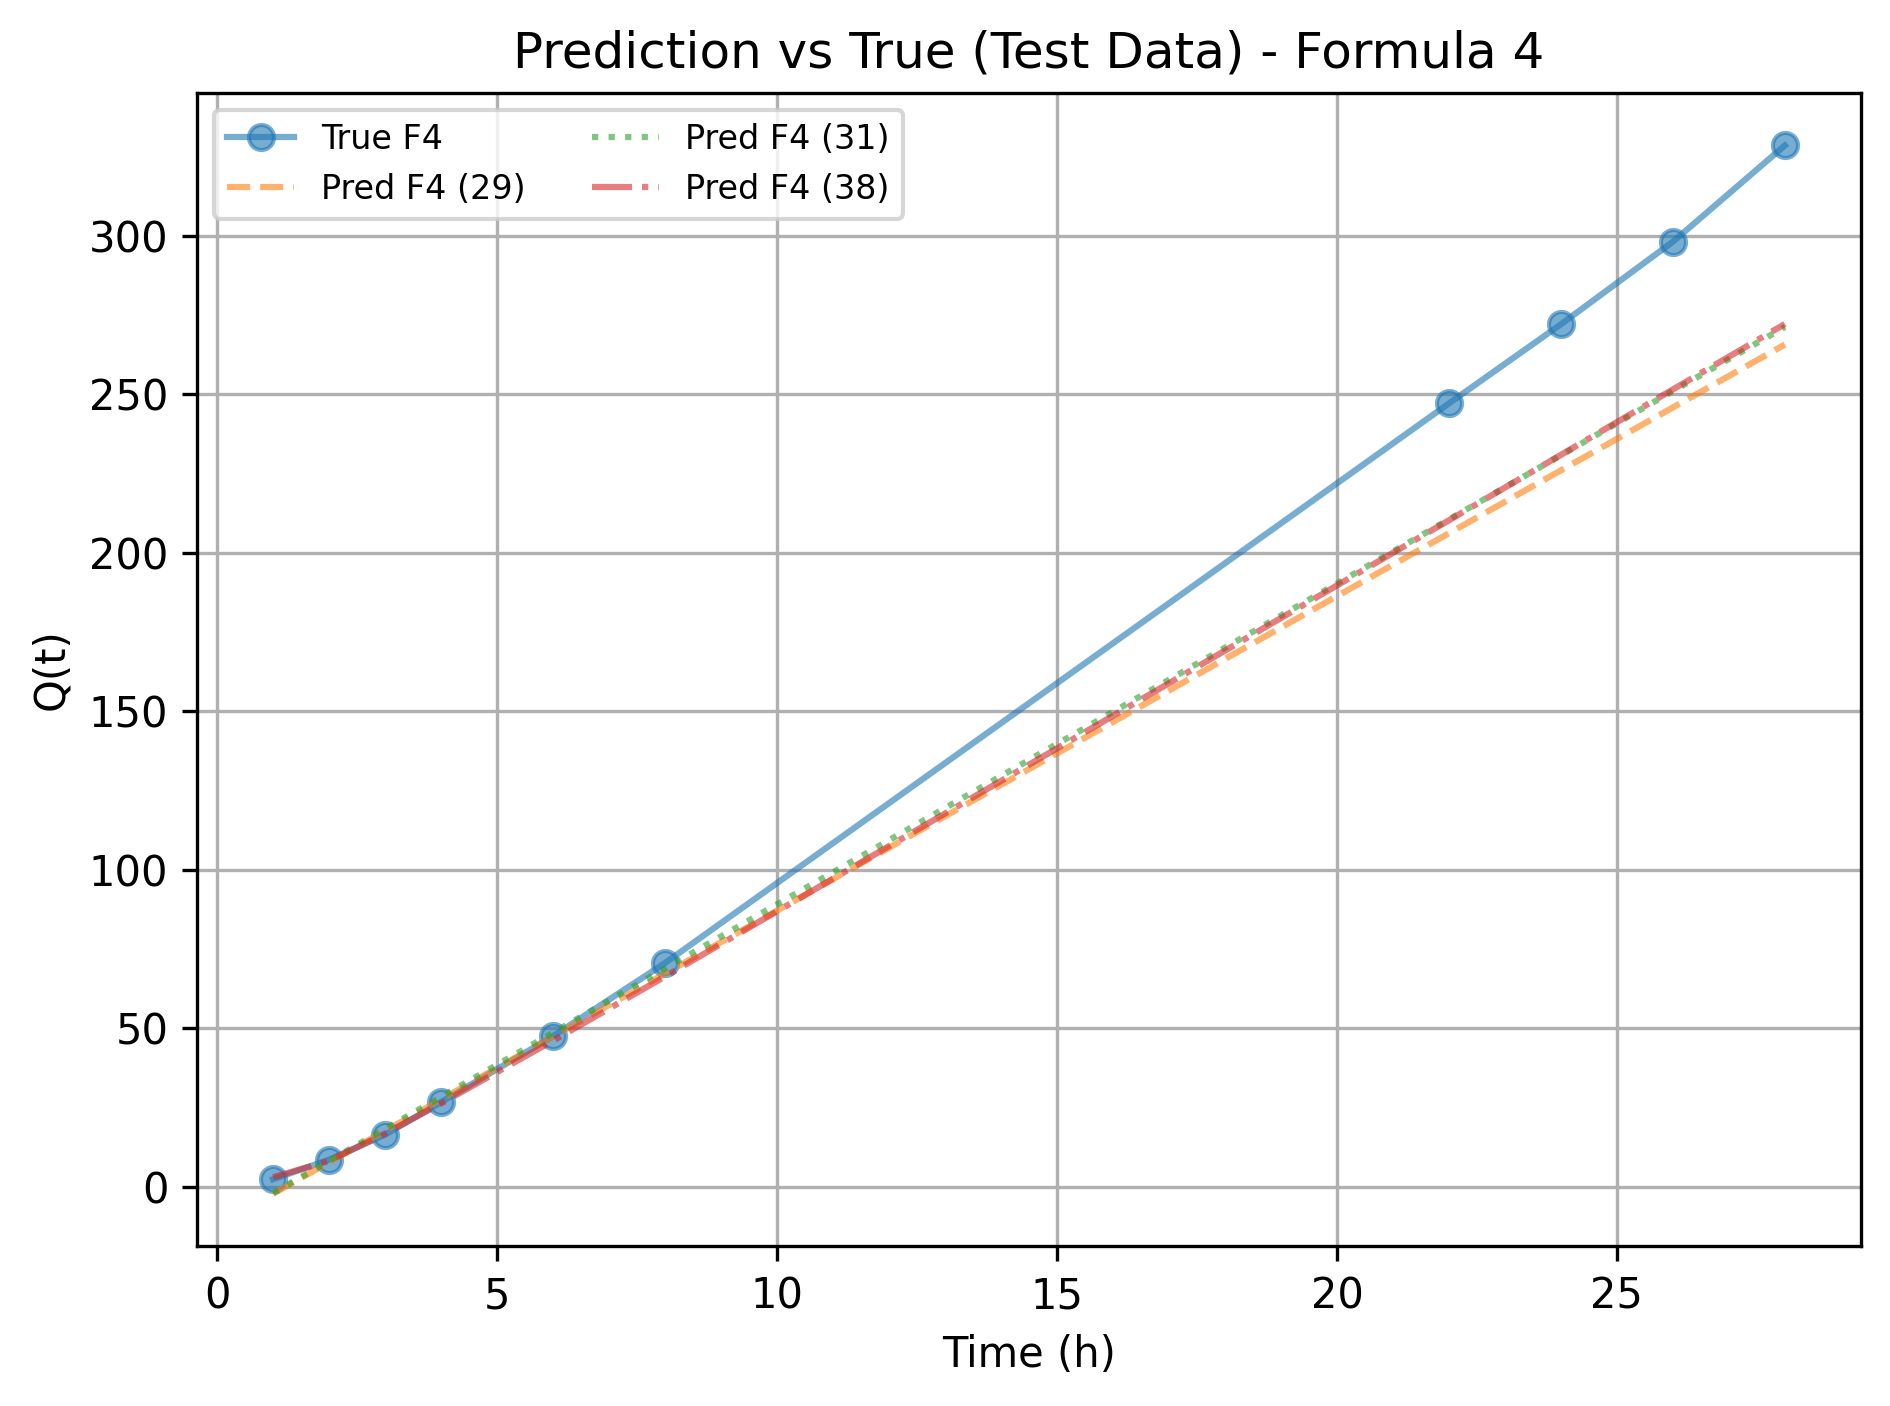 Prediction vs True (Test Data) - Formula 4
True F4
Pred F4 (29)
Pred F4 (31)
Pred F4 (38)
300
250
200
150
100
50
0
Q(t)
0 5 10 15 20 25
Time (h)